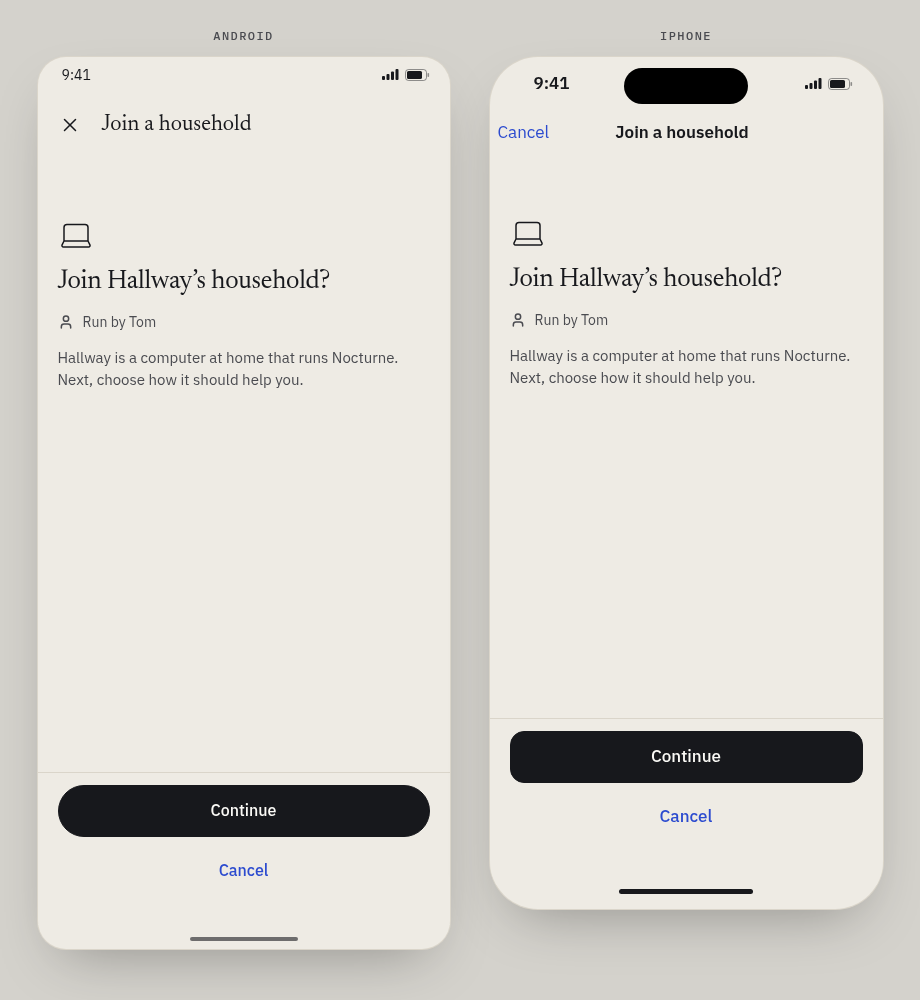 ANDROID
9:41
Join a household
Join Hallway’s household?
Run by Tom
Hallway is a computer at home that runs Nocturne.
Next, choose how it should help you.
Continue
Cancel
IPHONE
9:41
Cancel
Join a household
Join Hallway’s household?
Run by Tom
Hallway is a computer at home that runs Nocturne.
Next, choose how it should help you.
Continue
Cancel